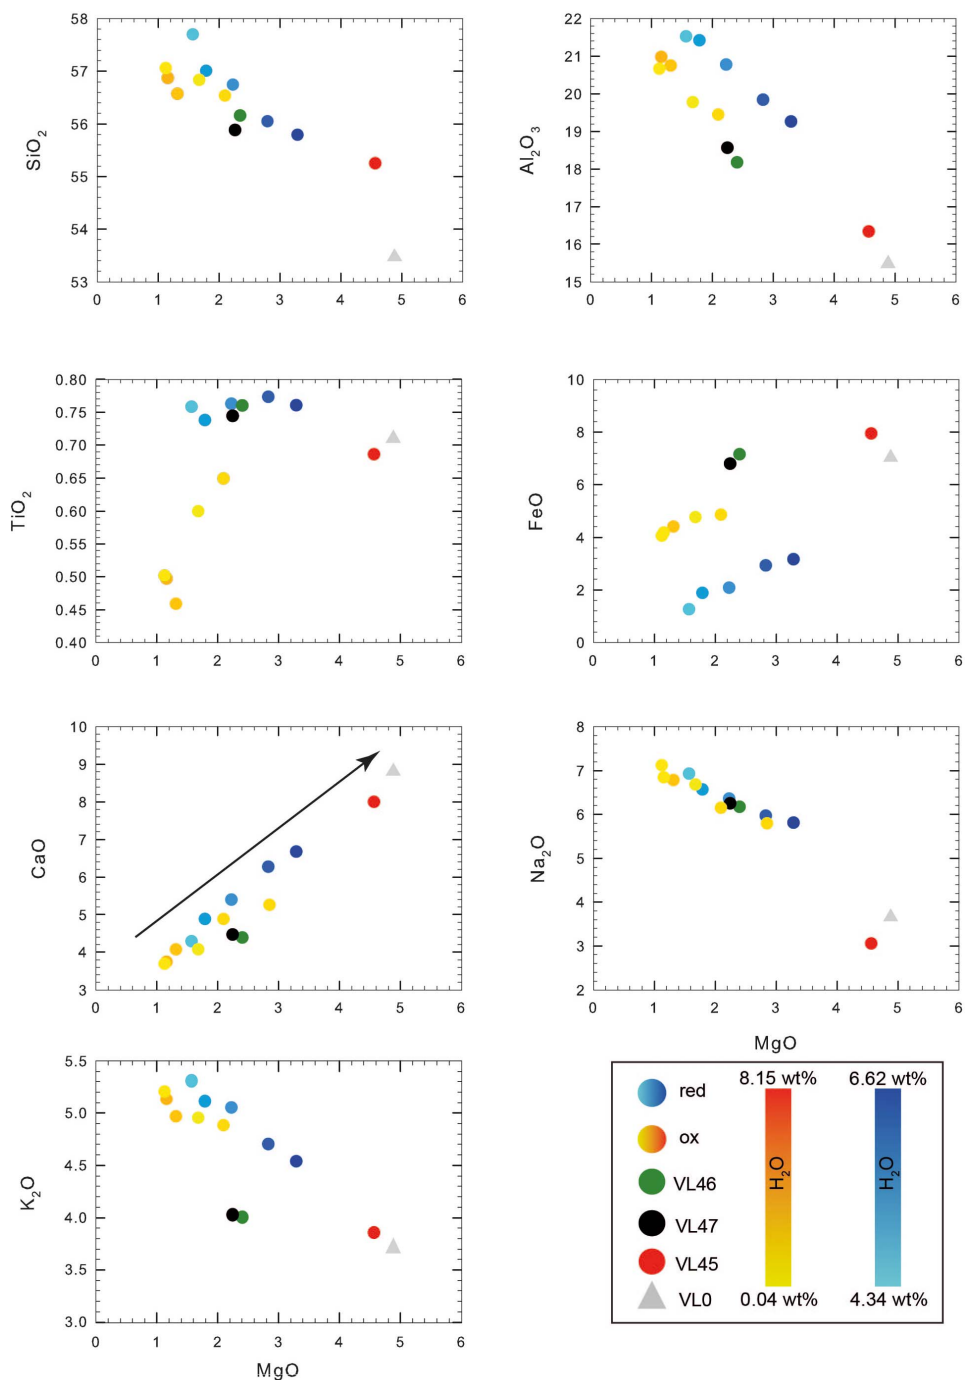 58
57
56
55
54
53
SiO2
0 1 2 3 4 5 6
22
21
20
19
18
17
16
15
Al2O3
0 1 2 3 4 5 6
0.80
0.75
0.70
0.65
0.60
0.55
0.50
0.45
0.40
TiO2
0 1 2 3 4 5 6
10
8
6
4
2
0
FeO
0 1 2 3 4 5 6
10
9
8
7
6
5
4
3
CaO
0 1 2 3 4 5 6
8
7
6
5
4
3
2
Na2O
0 1 2 3 4 5 6
MgO
5.5
5.0
4.5
4.0
3.5
3.0
K2O
0 1 2 3 4 5 6
MgO
red
ox
VL46
VL47
VL45
VL0
8.15 wt%
H2O
0.04 wt%
6.62 wt%
H2O
4.34 wt%